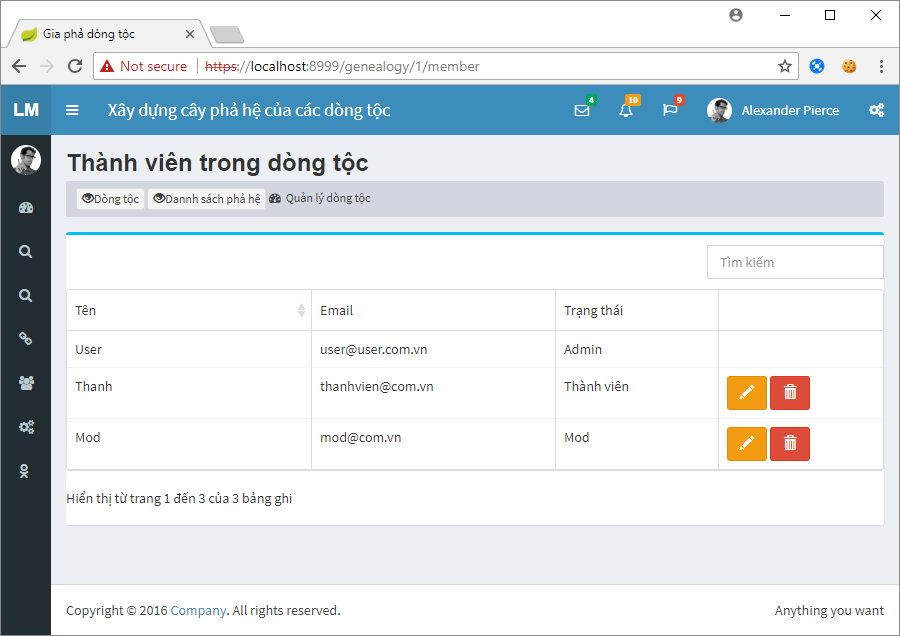 Gia phả dòng tộc
Not secure https://localhost:8999/genealogy/1/member
LM Xây dựng cây phả hệ của các dòng tộc 4 10 9 Alexander Pierce
Thành viên trong dòng tộc
Dòng tộc Dannh sách phả hệ Quản lý dòng tộc
Tìm kiếm
Tên Email Trạng thái
User user@user.com.vn Admin
Thanh thanhvien@com.vn Thành viên
Mod mod@com.vn Mod
Hiển thị từ trang 1 đến 3 của 3 bảng ghi
Copyright © 2016 Company. All rights reserved. Anything you want